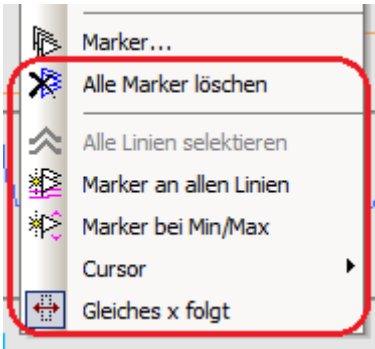 Marker...
Alle Marker löschen
Alle Linien selektieren
Marker an allen Linien
Marker bei Min/Max
Cursor
Gleiches x folgt